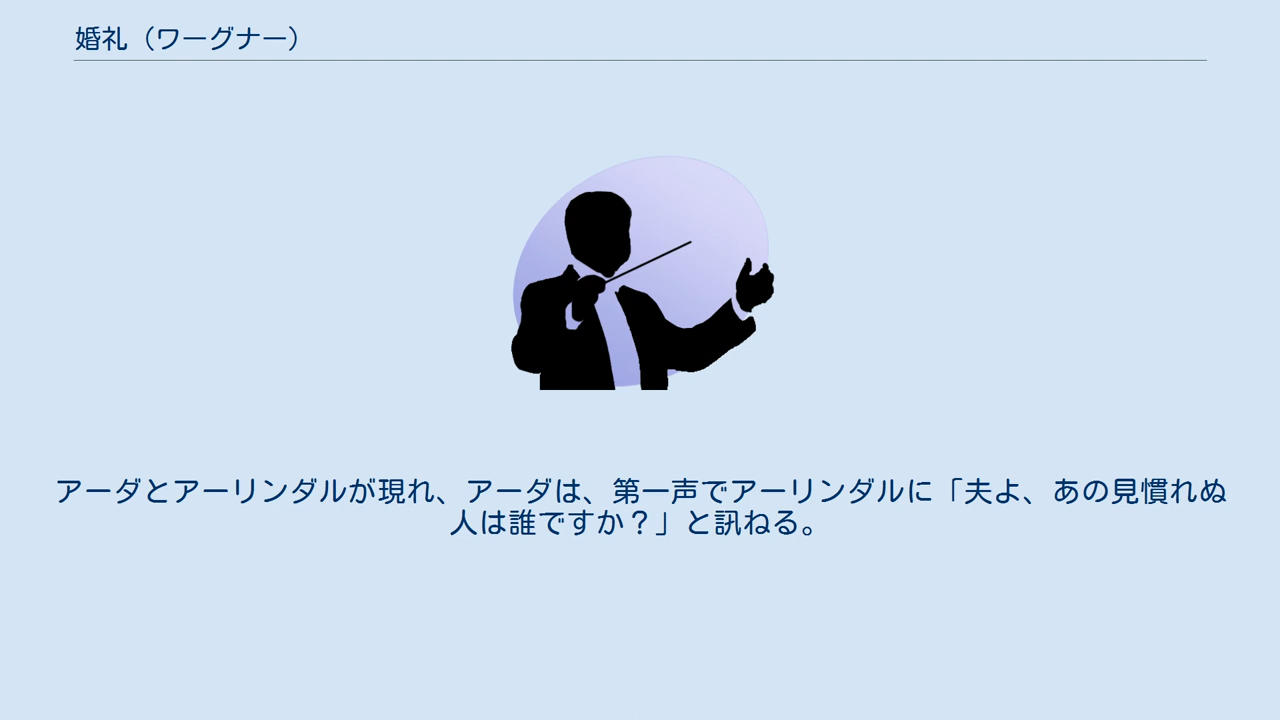 婚礼（ワーグナー）
アーダとアーリンダルが現れ、アーダは、第一声でアーリンダルに「夫よ、あの見慣れぬ
人は誰ですか？」と訊ねる。